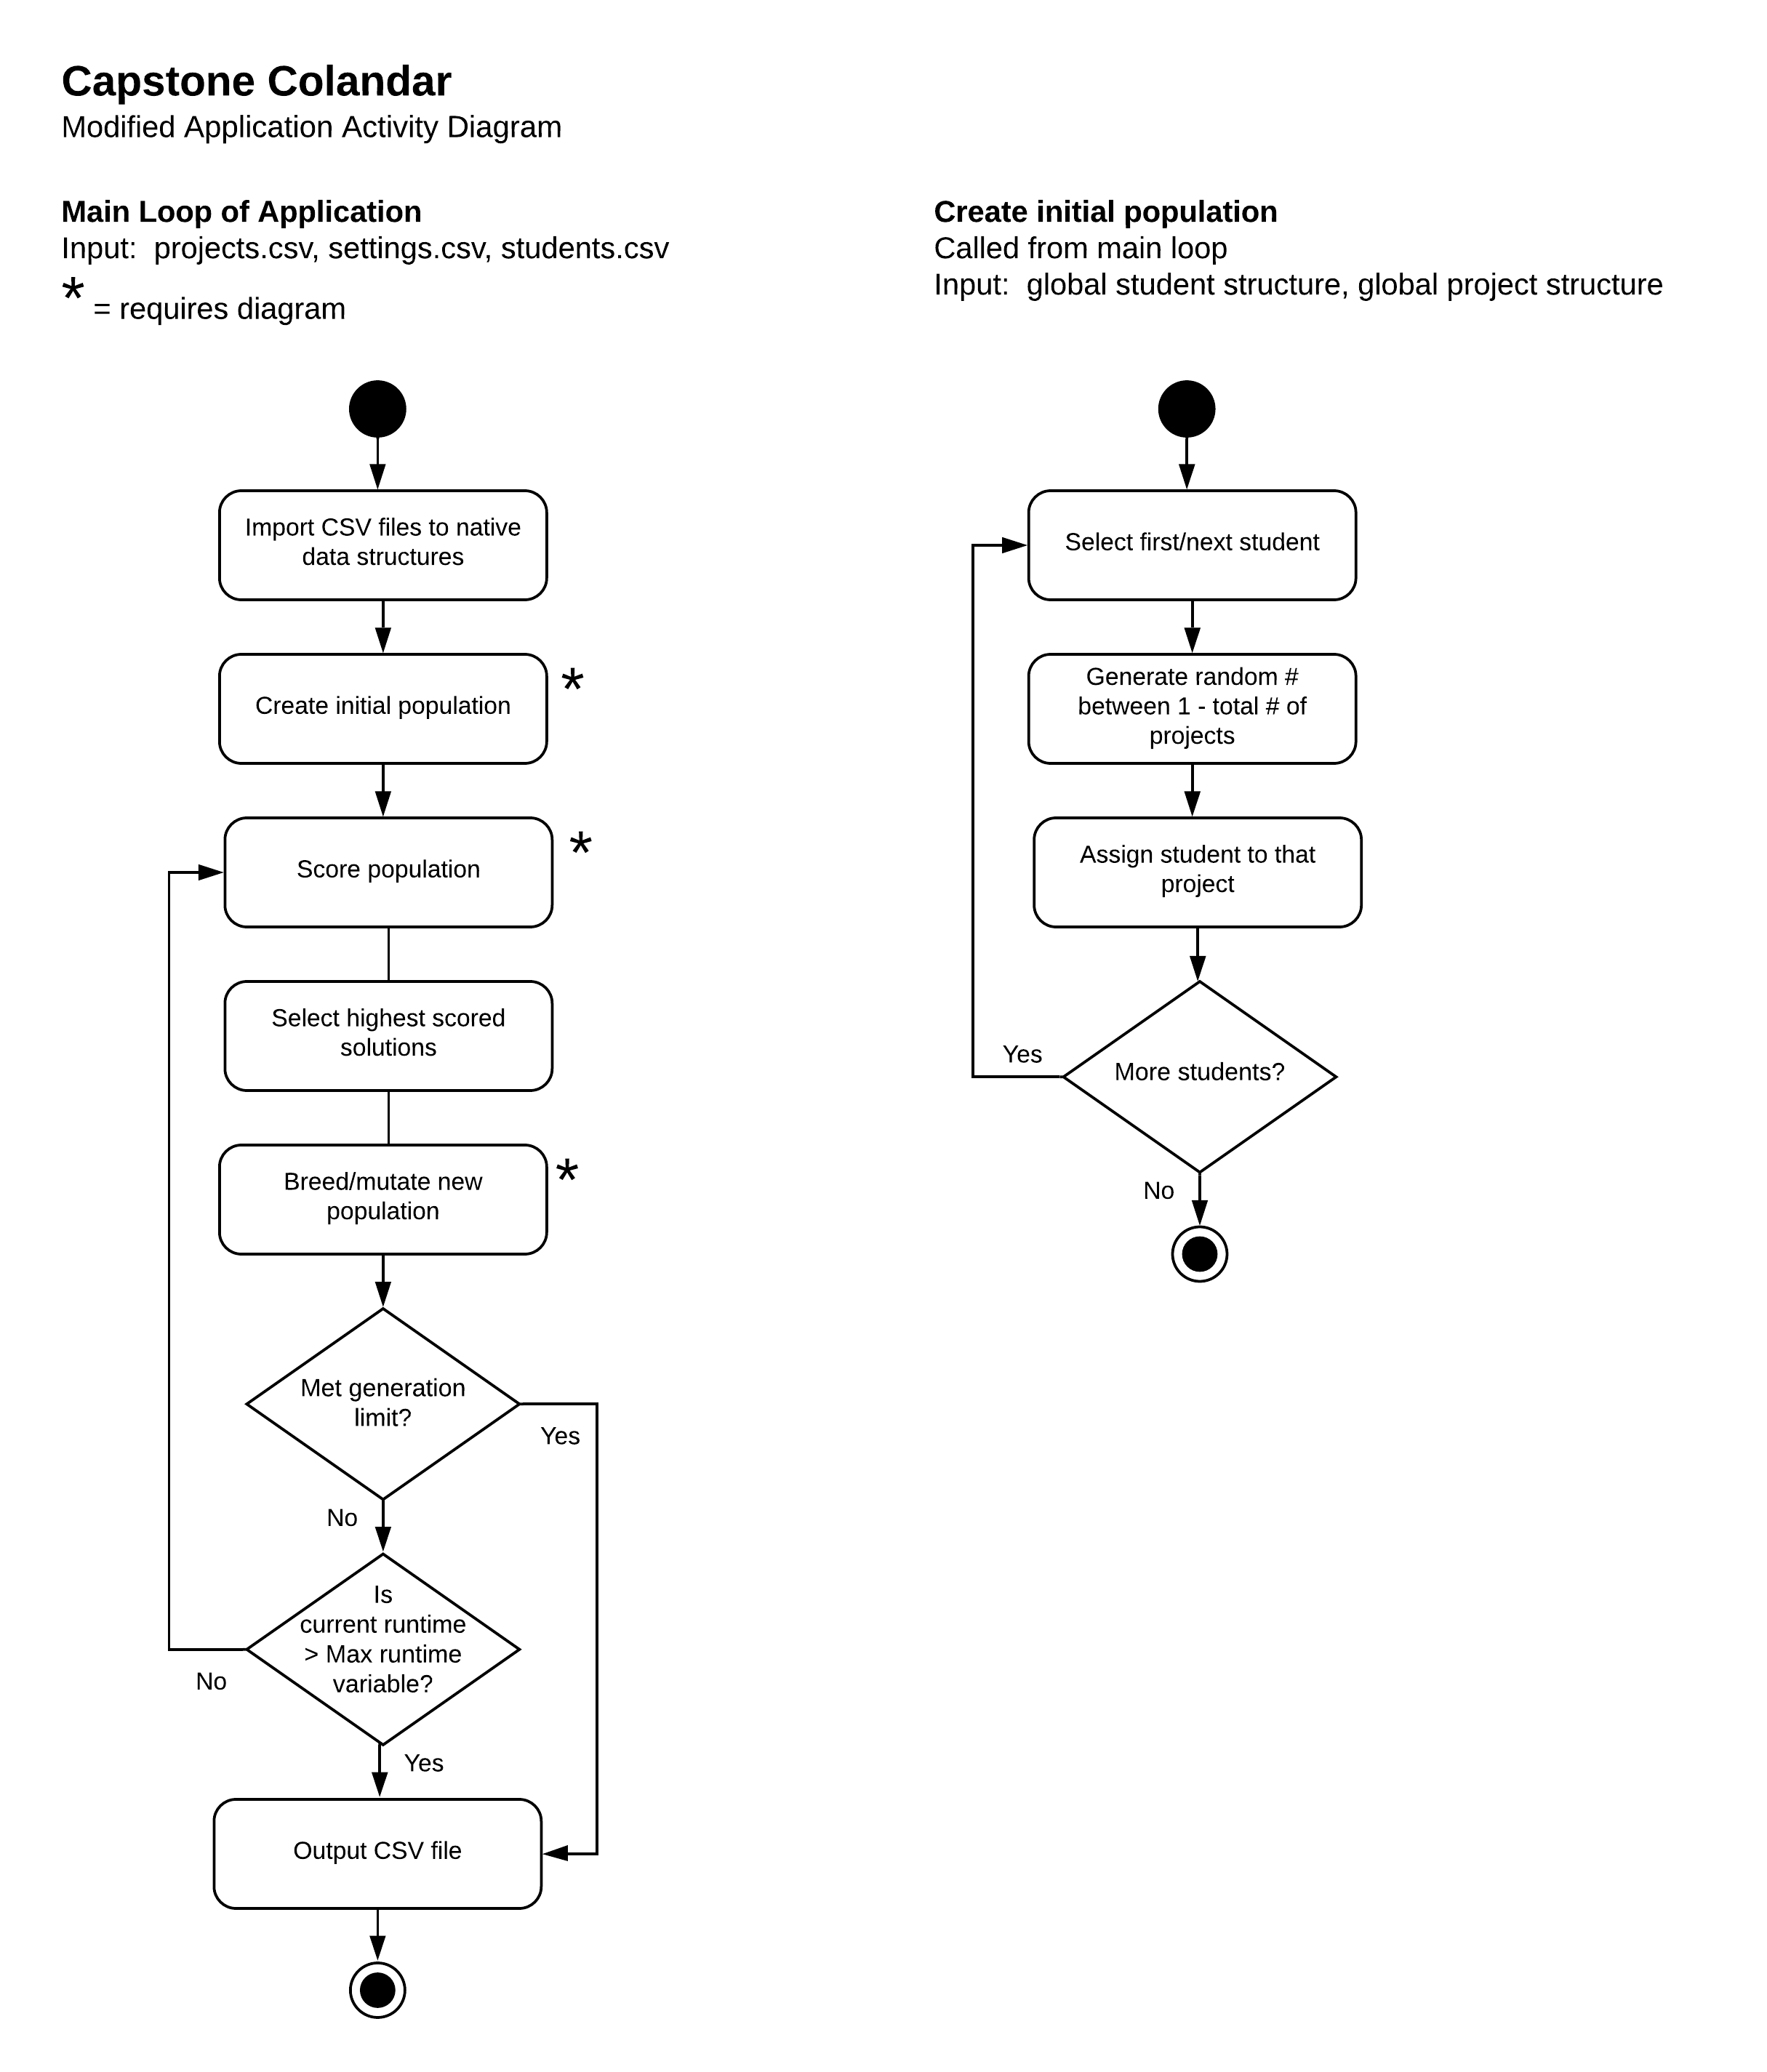 Capstone Colandar
Modified Application Activity Diagram
Main Loop of Application
Input:  projects.csv, settings.csv, students.csv
* = requires diagram
Import CSV files to native
data structures
Create initial population
*
Score population
*
Select highest scored
solutions
Breed/mutate new
population
*
Met generation
limit?
Yes
No
Is
current runtime
> Max runtime
variable?
No
Yes
Output CSV file
Create initial population
Called from main loop
Input:  global student structure, global project structure
Select first/next student
Generate random #
between 1 - total # of
projects
Assign student to that
project
More students?
Yes
No